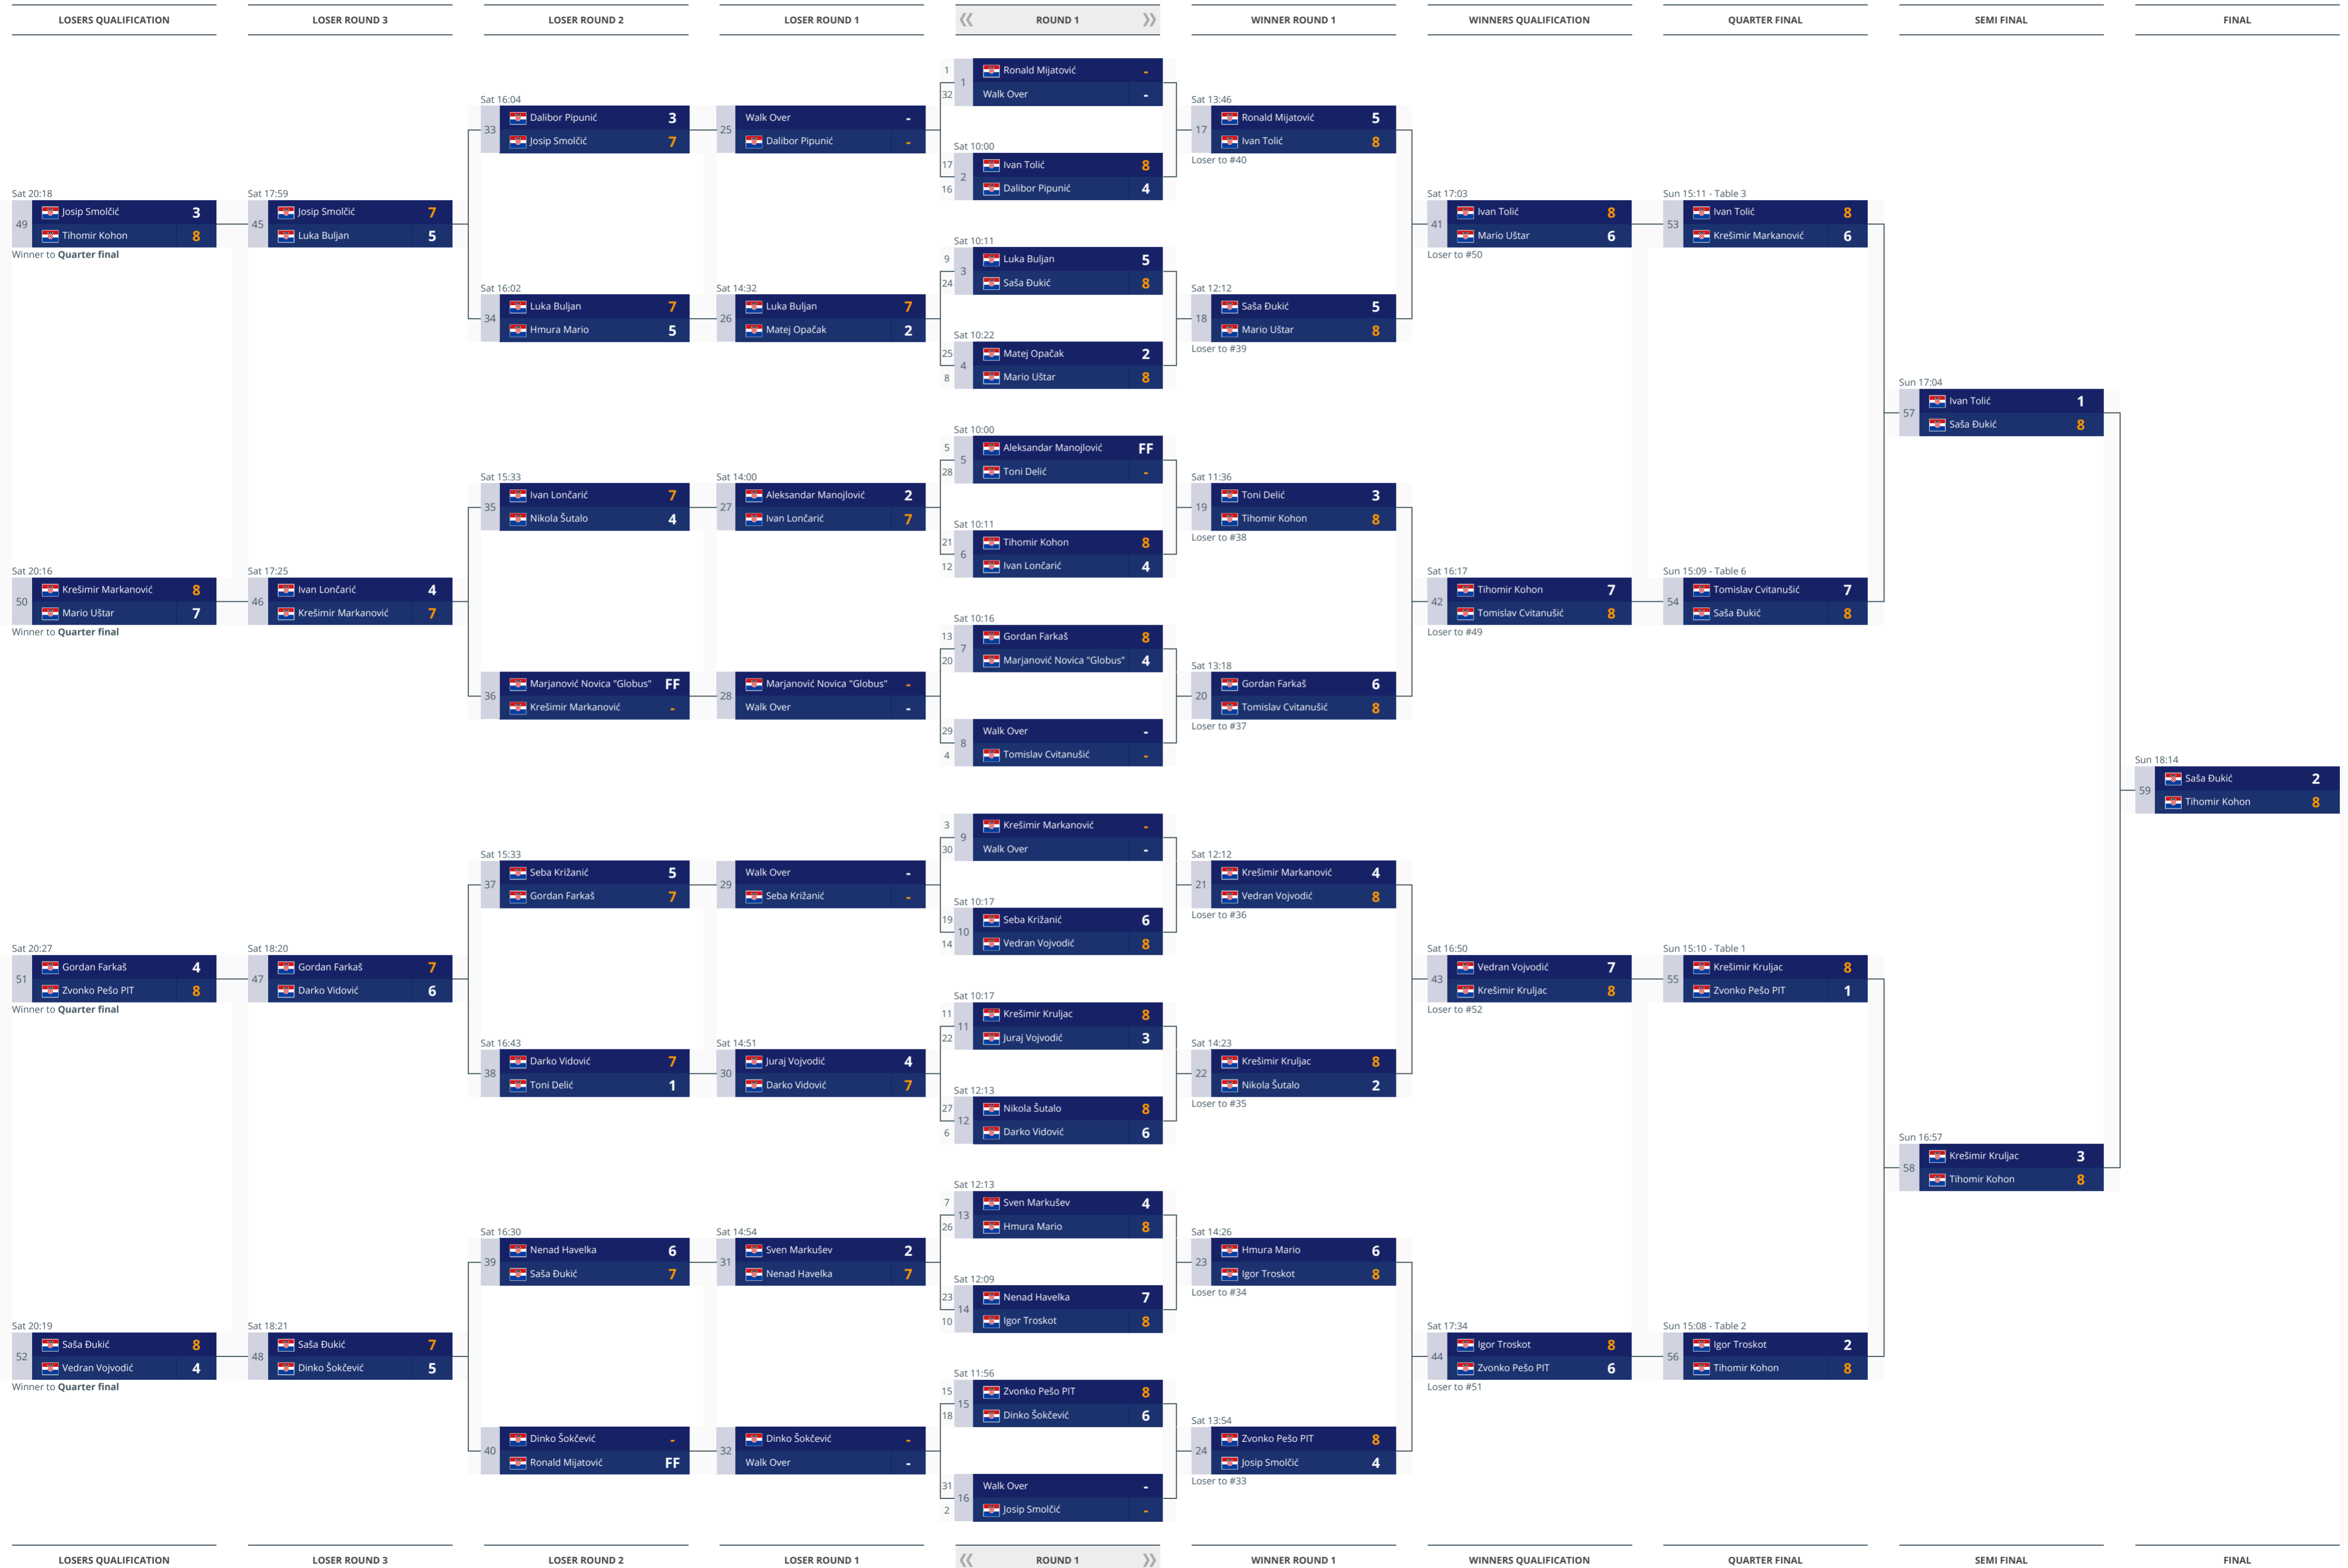 LOSERS QUALIFICATION
LOSER ROUND 3
LOSER ROUND 2
LOSER ROUND 1
ROUND 1
WINNER ROUND 1
WINNERS QUALIFICATION
QUARTER FINAL
SEMI FINAL
FINAL
Sat 20:18
49
Josip Smolčić 3
Tihomir Kohon 8
Winner to Quarter final
Sat 20:16
50
Krešimir Markanović 8
Mario Uštar 7
Winner to Quarter final
Sat 20:27
51
Gordan Farkaš 4
Zvonko Pešo PIT 8
Winner to Quarter final
Sat 20:19
52
Saša Đukić 8
Vedran Vojvodić 4
Winner to Quarter final
Sat 17:59
45
Josip Smolčić 7
Luka Buljan 5
Sat 17:25
46
Ivan Lončarić 4
Krešimir Markanović 7
Sat 18:20
47
Gordan Farkaš 7
Darko Vidović 6
Sat 18:21
48
Saša Đukić 7
Dinko Šokčević 5
Sat 16:04
33
Dalibor Pipunić 3
Josip Smolčić 7
Sat 16:02
34
Luka Buljan 7
Hmura Mario 5
Sat 15:33
35
Ivan Lončarić 7
Nikola Šutalo 4
36
Marjanović Novica "Globus" FF
Krešimir Markanović -
Sat 15:33
37
Seba Križanić 5
Gordan Farkaš 7
Sat 16:43
38
Darko Vidović 7
Toni Delić 1
Sat 16:30
39
Nenad Havelka 6
Saša Đukić 7
40
Dinko Šokčević -
Ronald Mijatović FF
25
Walk Over -
Dalibor Pipunić -
Sat 14:32
26
Luka Buljan 7
Matej Opačak 2
Sat 14:00
27
Aleksandar Manojlović 2
Ivan Lončarić 7
28
Marjanović Novica "Globus" -
Walk Over -
29
Walk Over -
Seba Križanić -
Sat 14:51
30
Juraj Vojvodić 4
Darko Vidović 7
Sat 14:54
31
Sven Markušev 2
Nenad Havelka 7
32
Dinko Šokčević -
Walk Over -
1
1 Ronald Mijatović -
32 Walk Over -
Sat 10:00
2
17 Ivan Tolić 8
16 Dalibor Pipunić 4
Sat 10:11
3
9 Luka Buljan 5
24 Saša Đukić 8
Sat 10:22
4
25 Matej Opačak 2
8 Mario Uštar 8
Sat 10:00
5
5 Aleksandar Manojlović FF
28 Toni Delić -
Sat 10:11
6
21 Tihomir Kohon 8
12 Ivan Lončarić 4
Sat 10:16
7
13 Gordan Farkaš 8
20 Marjanović Novica "Globus" 4
8
29 Walk Over -
4 Tomislav Cvitanušić -
9
3 Krešimir Markanović -
30 Walk Over -
Sat 10:17
10
19 Seba Križanić 6
14 Vedran Vojvodić 8
Sat 10:17
11
11 Krešimir Kruljac 8
22 Juraj Vojvodić 3
Sat 12:13
12
27 Nikola Šutalo 8
6 Darko Vidović 6
Sat 12:13
13
7 Sven Markušev 4
26 Hmura Mario 8
Sat 12:09
14
23 Nenad Havelka 7
10 Igor Troskot 8
Sat 11:56
15
15 Zvonko Pešo PIT 8
18 Dinko Šokčević 6
16
31 Walk Over -
2 Josip Smolčić -
Sat 13:46
17
Ronald Mijatović 5
Ivan Tolić 8
Loser to #40
Sat 12:12
18
Saša Đukić 5
Mario Uštar 8
Loser to #39
Sat 11:36
19
Toni Delić 3
Tihomir Kohon 8
Loser to #38
Sat 13:18
20
Gordan Farkaš 6
Tomislav Cvitanušić 8
Loser to #37
Sat 12:12
21
Krešimir Markanović 4
Vedran Vojvodić 8
Loser to #36
Sat 14:23
22
Krešimir Kruljac 8
Nikola Šutalo 2
Loser to #35
Sat 14:26
23
Hmura Mario 6
Igor Troskot 8
Loser to #34
Sat 13:54
24
Zvonko Pešo PIT 8
Josip Smolčić 4
Loser to #33
Sat 17:03
41
Ivan Tolić 8
Mario Uštar 6
Loser to #50
Sat 16:17
42
Tihomir Kohon 7
Tomislav Cvitanušić 8
Loser to #49
Sat 16:50
43
Vedran Vojvodić 7
Krešimir Kruljac 8
Loser to #52
Sat 17:34
44
Igor Troskot 8
Zvonko Pešo PIT 6
Loser to #51
Sun 15:11 - Table 3
53
Ivan Tolić 8
Krešimir Markanović 6
Sun 15:09 - Table 6
54
Tomislav Cvitanušić 7
Saša Đukić 8
Sun 15:10 - Table 1
55
Krešimir Kruljac 8
Zvonko Pešo PIT 1
Sun 15:08 - Table 2
56
Igor Troskot 2
Tihomir Kohon 8
Sun 17:04
57
Ivan Tolić 1
Saša Đukić 8
Sun 16:57
58
Krešimir Kruljac 3
Tihomir Kohon 8
Sun 18:14
59
Saša Đukić 2
Tihomir Kohon 8
LOSERS QUALIFICATION
LOSER ROUND 3
LOSER ROUND 2
LOSER ROUND 1
ROUND 1
WINNER ROUND 1
WINNERS QUALIFICATION
QUARTER FINAL
SEMI FINAL
FINAL